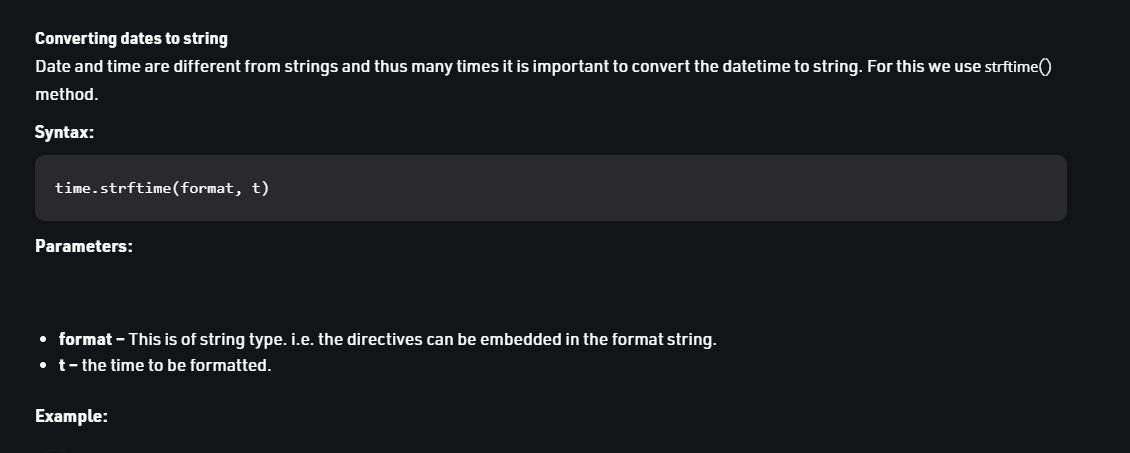 Converting dates to string
Date and time are different from strings and thus many times it is important to convert the datetime to string. For this we use strftime()
method.
Syntax:
time.strftime(format, t)
Parameters:
• format – This is of string type. i.e. the directives can be embedded in the format string.
• t – the time to be formatted.
Example: